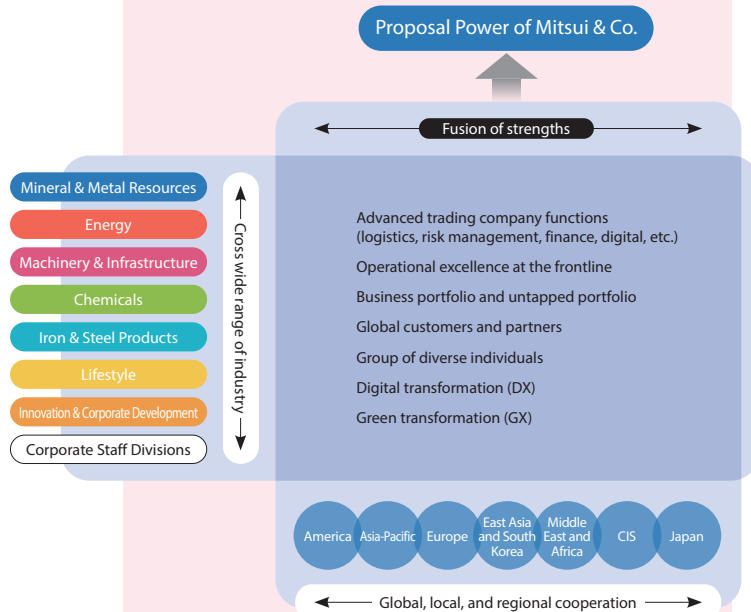 Proposal Power of Mitsui & Co.
Fusion of strengths
Mineral & Metal Resources
Energy
Machinery & Infrastructure
Chemicals
Iron & Steel Products
Lifestyle
Innovation & Corporate Development
Corporate Staff Divisions
Cross wide range of industry
Advanced trading company functions
(logistics, risk management, finance, digital, etc.)
Operational excellence at the frontline
Business portfolio and untapped portfolio
Global customers and partners
Group of diverse individuals
Digital transformation (DX)
Green transformation (GX)
America
Asia-Pacific
Europe
East Asia
and South
Korea
Middle
East and
Africa
CIS
Japan
Global, local, and regional cooperation